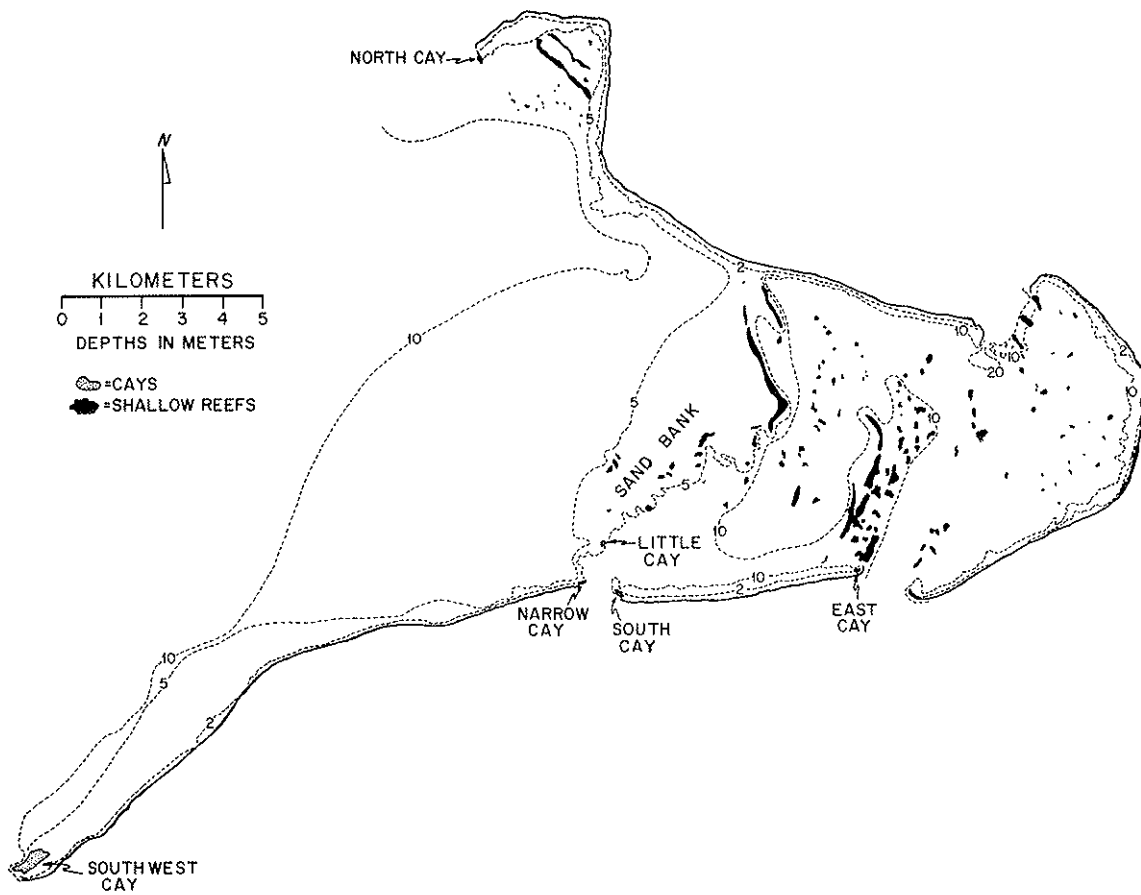 NORTH CAY
N
5
KILOMETERS
0 1 2 3 4 5
DEPTHS IN METERS
=CAYS
=SHALLOW REEFS
2
10
10
20
10
2
10
5
10
SAND BANK
5
10
LITTLE
CAY
10
2
NARROW
CAY
SOUTH
CAY
EAST
CAY
10
5
2
SOUTHWEST
CAY